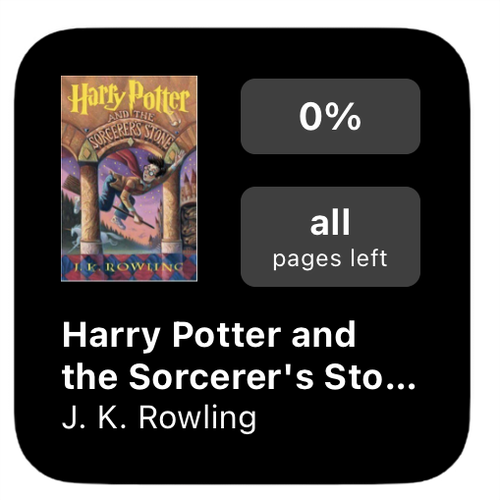 Harry Potter
AND THE
SORCERER'S STONE
J. K. ROWLING
0%
all
pages left
Harry Potter and
the Sorcerer's Sto...
J. K. Rowling